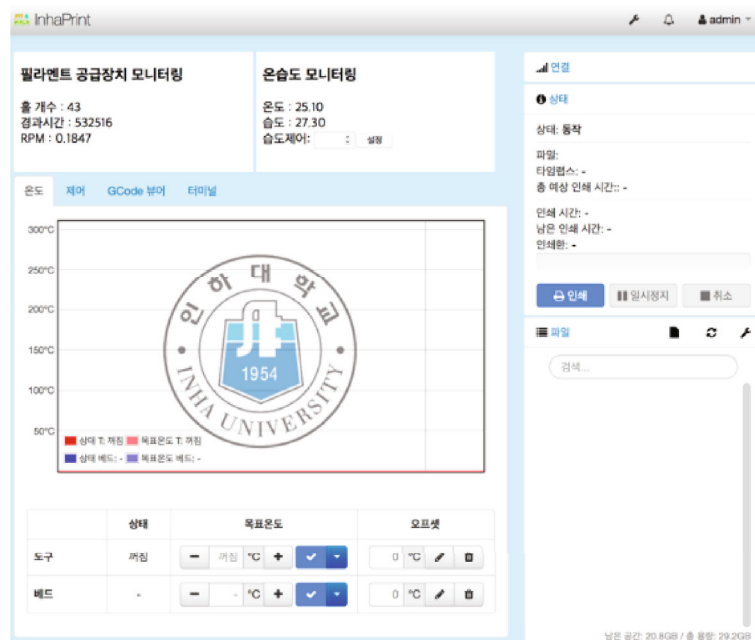 InhaPrint
admin
필라멘트 공급장치 모니터링
홀 개수 : 43
경과시간 : 532516
RPM : 0.1847
온습도 모니터링
온도 : 25.10
습도 : 27.30
습도제어:
설정
온도 제어 GCode 뷰어 터미널
300°C
250°C
200°C
150°C
100°C
50°C
인하대학교
1954
INHA UNIVERSITY
상태 T: 꺼짐 목표온도 T: 꺼짐
상태 베드: - 목표온도 베드: -
상태 목표온도 오프셋
도구 꺼짐 꺼짐 °C 0 °C
베드 - - °C 0 °C
연결
상태
상태: 동작
파일:
타임랩스: -
총 예상 인쇄 시간:: -
인쇄 시간: -
남은 인쇄 시간: -
인쇄한: -
인쇄 일시정지 취소
파일
검색...
남은 공간: 20.8GB / 총 용량: 29.2GB